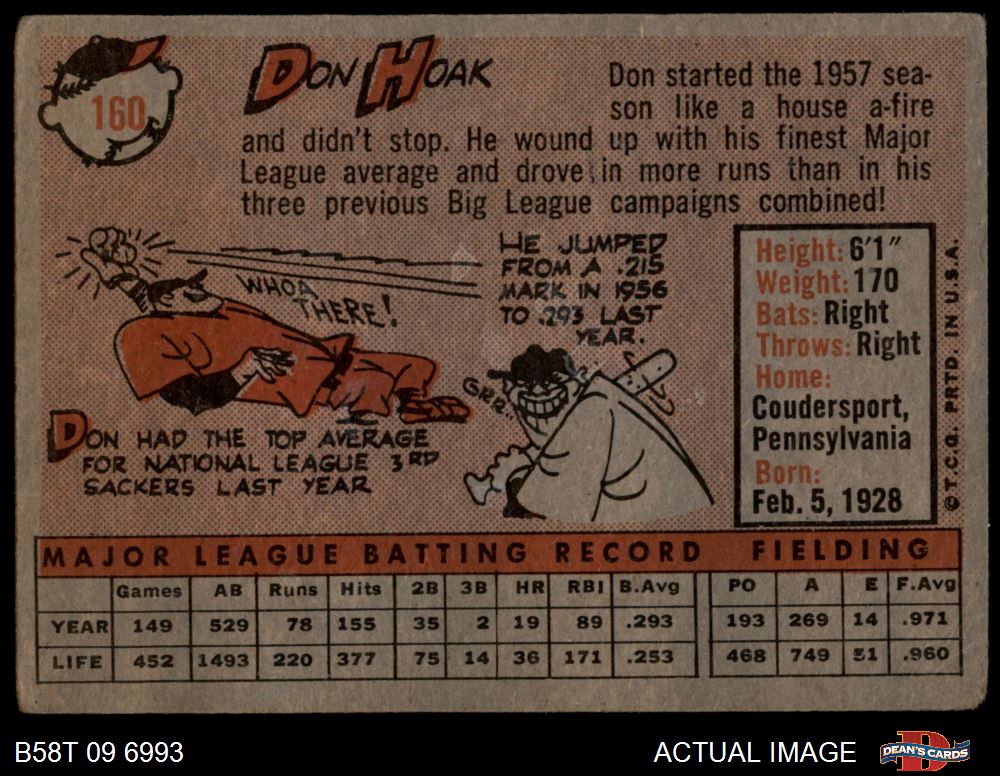 160
DON HOAK
Don started the 1957 sea-
son like a house a-fire
and didn't stop. He wound up with his finest Major
League average and drove in more runs than in his
three previous Big League campaigns combined!
WHOA
THERE!
HE JUMPED
FROM A .215
MARK IN 1956
TO .293 LAST
YEAR.
GRR.
DON HAD THE TOP AVERAGE
FOR NATIONAL LEAGUE 3RD
SACKERS LAST YEAR
Height: 6'1"
Weight: 170
Bats: Right
Throws: Right
Home:
Coudersport,
Pennsylvania
Born:
Feb. 5, 1928
© T.C.G. PRTD. IN U.S.A.
MAJOR LEAGUE BATTING RECORD FIELDING
Games AB Runs Hits 2B 3B HR RBI B.Avg PO A E F.Avg
YEAR 149 529 78 155 35 2 19 89 .293 193 269 14 .971
LIFE 452 1493 220 377 75 14 36 171 .253 468 749 51 .960
B58T 09 6993
ACTUAL IMAGE
DEAN'S CARDS